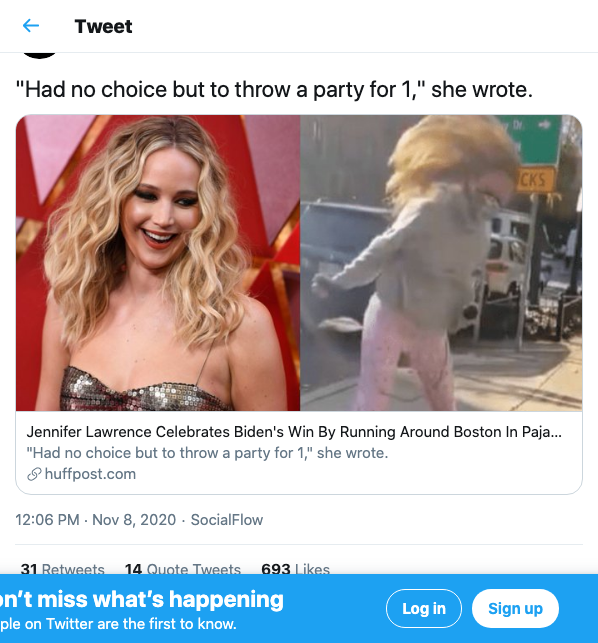 Tweet
"Had no choice but to throw a party for 1," she wrote.
Dr.
CKS
Jennifer Lawrence Celebrates Biden's Win By Running Around Boston In Paja...
"Had no choice but to throw a party for 1," she wrote.
huffpost.com
12:06 PM · Nov 8, 2020 · SocialFlow
31 Retweets 14 Quote Tweets 693 Likes
on't miss what's happening
ple on Twitter are the first to know.
Log in
Sign up